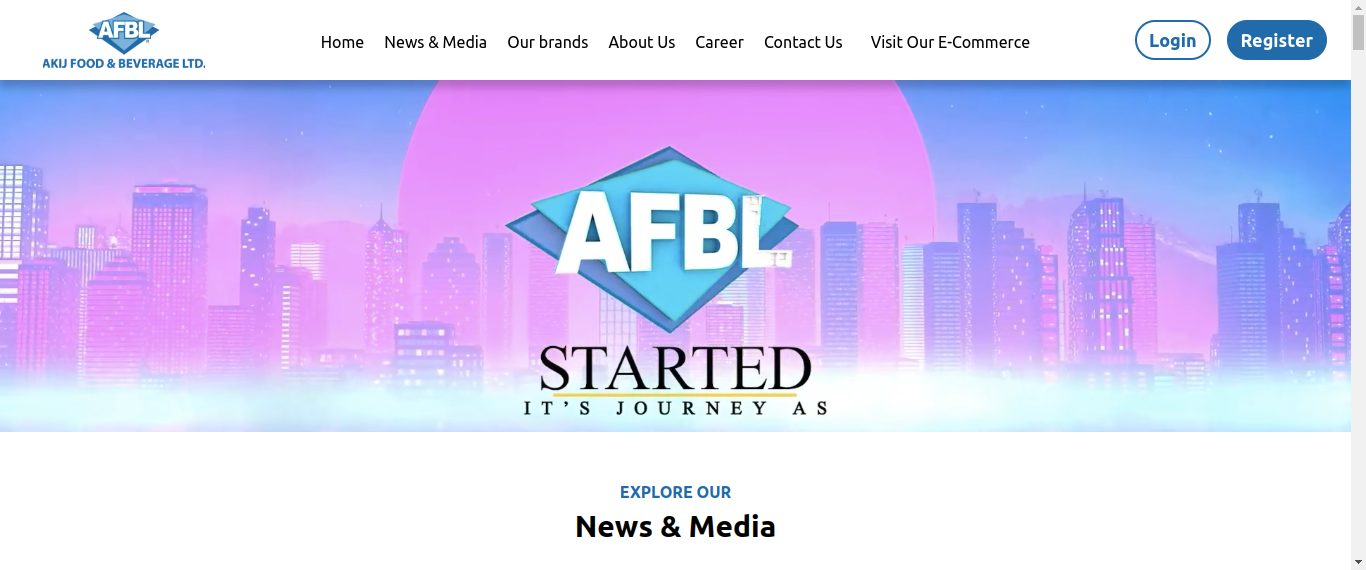 AFBL
AKIJ FOOD & BEVERAGE LTD.
Home News & Media Our brands About Us Career Contact Us Visit Our E-Commerce
Login Register
AFBL
STARTED
IT'S JOURNEY AS
EXPLORE OUR
News & Media